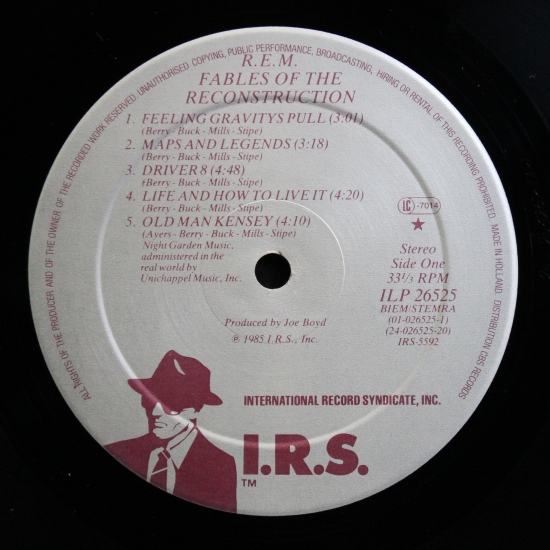 ALL RIGHTS OF THE PRODUCER AND OF THE OWNER OF THE RECORDED WORK RESERVED. UNAUTHORISED COPYING, PUBLIC PERFORMANCE, BROADCASTING, HIRING OR RENTAL OF THIS RECORDING PROHIBITED. MADE IN HOLLAND. DISTRIBUTION CBS RECORDS
R.E.M.
FABLES OF THE
RECONSTRUCTION
1. FEELING GRAVITYS PULL (3:01)
(Berry - Buck - Mills - Stipe)
2. MAPS AND LEGENDS (3:18)
(Berry - Buck - Mills - Stipe)
3. DRIVER 8 (4:48)
(Berry - Buck - Mills - Stipe)
4. LIFE AND HOW TO LIVE IT (4:20)
(Berry - Buck - Mills - Stipe)
5. OLD MAN KENSEY (4:10)
(Ayers - Berry - Buck - Mills - Stipe)
Night Garden Music,
administered in the
real world by
Unichappel Music, Inc.
LC -7014
Stereo
Side One
33⅓ RPM
ILP 26525
BIEM/STEMRA
(01-026525-1)
(24-026525-20)
IRS-5592
Produced by Joe Boyd
℗ 1985 I.R.S., Inc.
INTERNATIONAL RECORD SYNDICATE, INC.
I.R.S.
TM